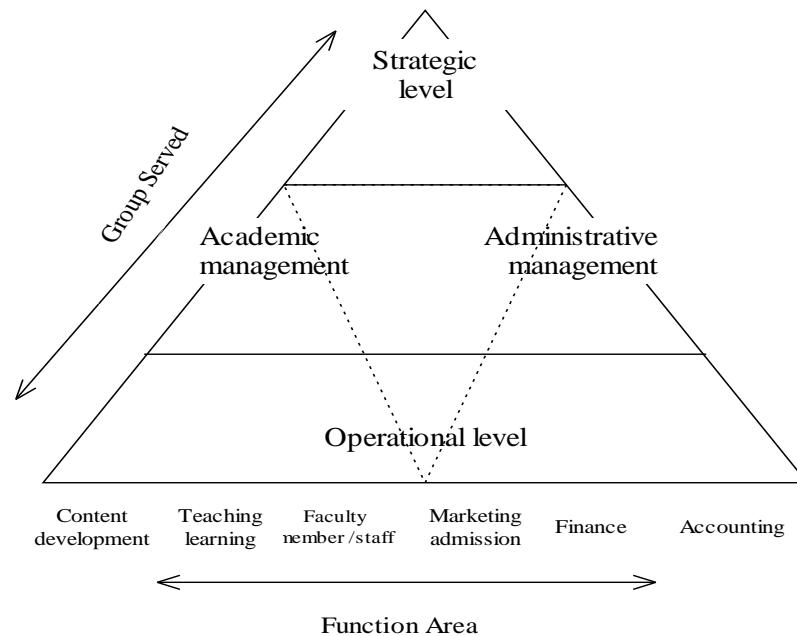 Strategic
level
Group Served
Academic
management
Administrative
management
Operational level
Content
development
Teaching
learning
Faculty
nember/staff
Marketing
admission
Finance
Accounting
Function Area